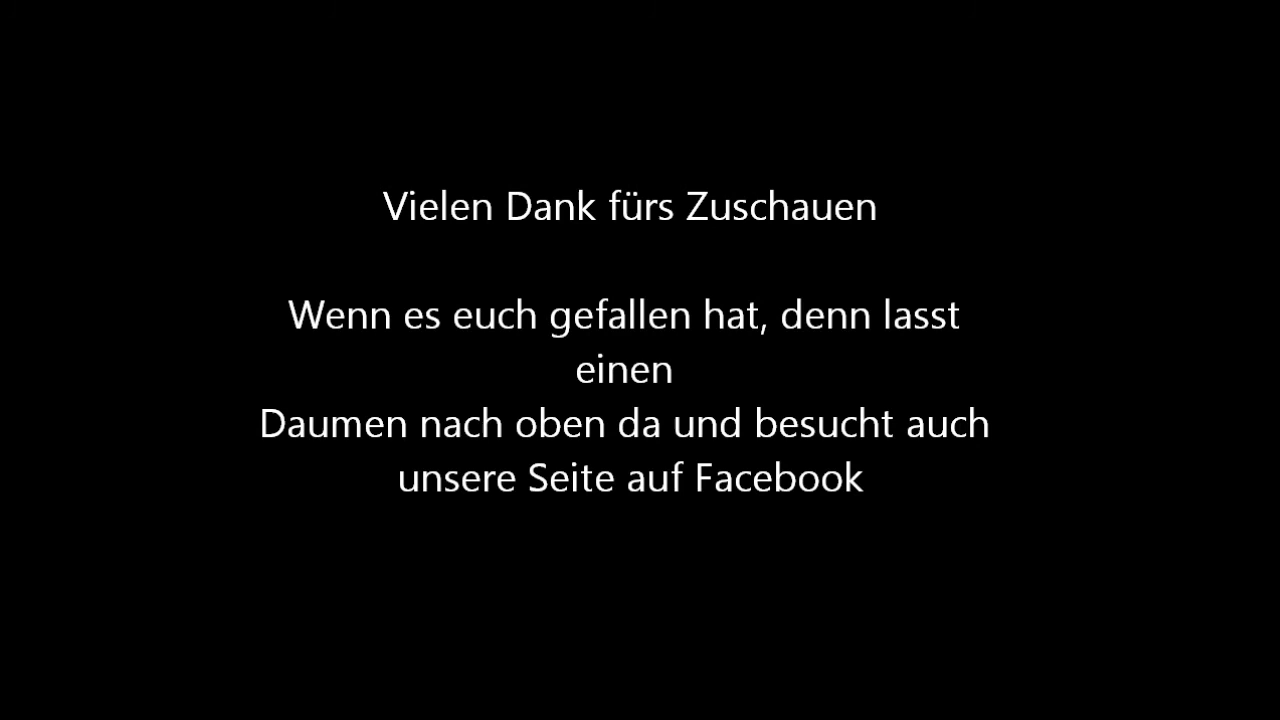 Vielen Dank fürs Zuschauen
Wenn es euch gefallen hat, denn lasst
einen
Daumen nach oben da und besucht auch
unsere Seite auf Facebook